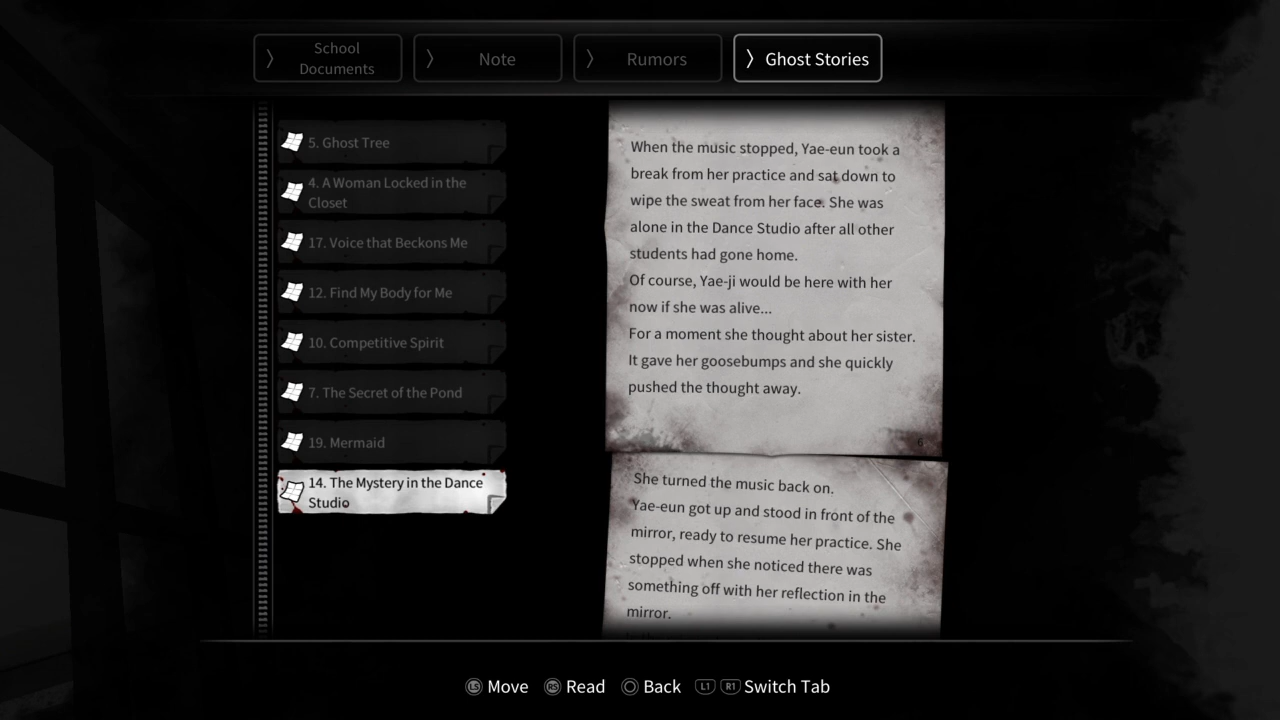 School
Documents
Note
Rumors
Ghost Stories
5. Ghost Tree
4. A Woman Locked in the
Closet
17. Voice that Beckons Me
12. Find My Body for Me
10. Competitive Spirit
7. The Secret of the Pond
19. Mermaid
14. The Mystery in the Dance
Studio
When the music stopped, Yae-eun took a
break from her practice and sat down to
wipe the sweat from her face. She was
alone in the Dance Studio after all other
students had gone home.
Of course, Yae-ji would be here with her
now if she was alive...
For a moment she thought about her sister.
It gave her goosebumps and she quickly
pushed the thought away.
6
She turned the music back on.
Yae-eun got up and stood in front of the
mirror, ready to resume her practice. She
stopped when she noticed there was
something off with her reflection in the
mirror.
LS Move RS Read Back L1 R1 Switch Tab